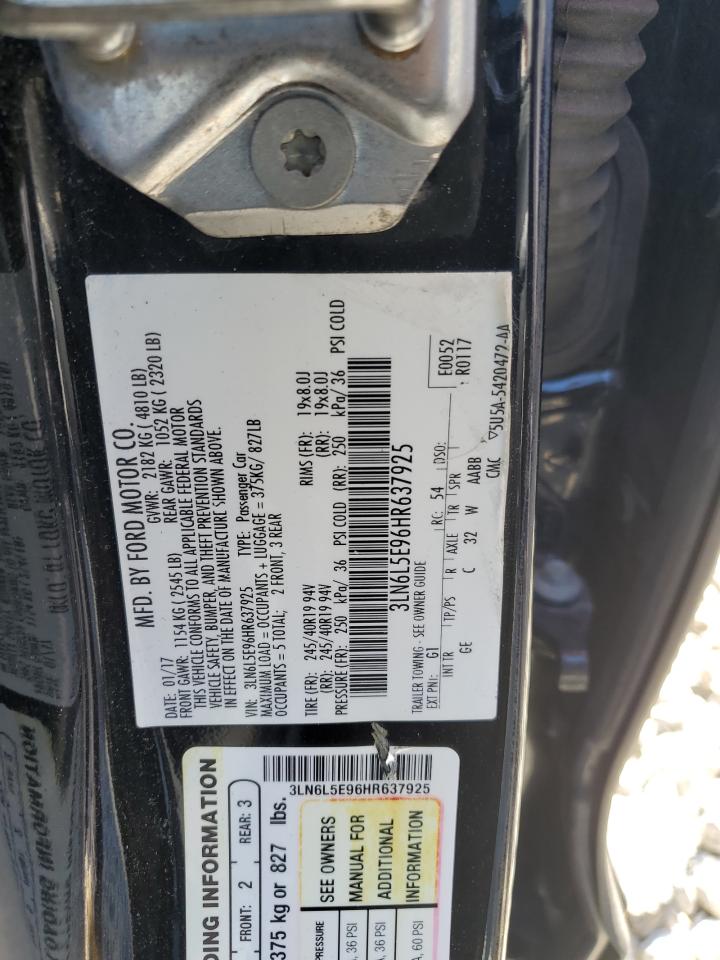 MFD. BY FORD MOTOR CO.
DATE: 01/17 GVWR: 2182 KG ( 4810 LB)
FRONT GAWR: 1154 KG ( 2545 LB) REAR GAWR: 1052 KG ( 2320 LB)
THIS VEHICLE CONFORMS TO ALL APPLICABLE FEDERAL MOTOR
VEHICLE SAFETY, BUMPER, AND THEFT PREVENTION STANDARDS
IN EFFECT ON THE DATE OF MANUFACTURE SHOWN ABOVE.
VIN: 3LN6L5E96HR637925 TYPE: Passenger Car
MAXIMUM LOAD = OCCUPANTS + LUGGAGE = 375KG/ 827LB
OCCUPANTS = 5 TOTAL; 2 FRONT, 3 REAR
TIRE (FR): 245/40R19 94V RIMS (FR): 19x8.0J
(RR): 245/40R19 94V (RR): 19x8.0J
PRESSURE (FR): 250 kPa/ 36 PSI COLD (RR): 250 kPa/ 36 PSI COLD
3LN6L5E96HR637925
TRAILER TOWING - SEE OWNER GUIDE
EXT PNT: G1 RC: 54 DSO: E0052
R0117
INT TR TP/PS R AXLE TR SPR
GE C 32 W AABB
CMC ▽5U5A-5420472-AA
3LN6L5E96HR637925
DING INFORMATION
FRONT: 2 REAR: 3
375 kg or 827 lbs.
SEE OWNERS
MANUAL FOR
ADDITIONAL
INFORMATION
PRESSURE
, 36 PSI
A, 36 PSI
A, 60 PSI